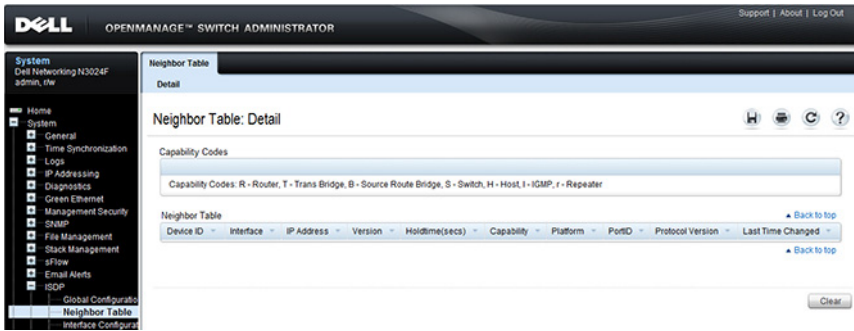 Support | About | Log Out
DELL OPENMANAGE™ SWITCH ADMINISTRATOR
System
Dell Networking N3024F
admin, r/w
Home
System
General
Time Synchronization
Logs
IP Addressing
Diagnostics
Green Ethernet
Management Security
SNMP
File Management
Stack Management
sFlow
Email Alerts
ISDP
Global Configuratio
Neighbor Table
Interface Configurat
Neighbor Table
Detail
Neighbor Table: Detail
?
Capability Codes
Capability Codes: R - Router, T - Trans Bridge, B - Source Route Bridge, S - Switch, H - Host, I - IGMP, r - Repeater
Neighbor Table
Back to top
Device ID Interface IP Address Version Holdtime(secs) Capability Platform PortID Protocol Version Last Time Changed
Back to top
Clear